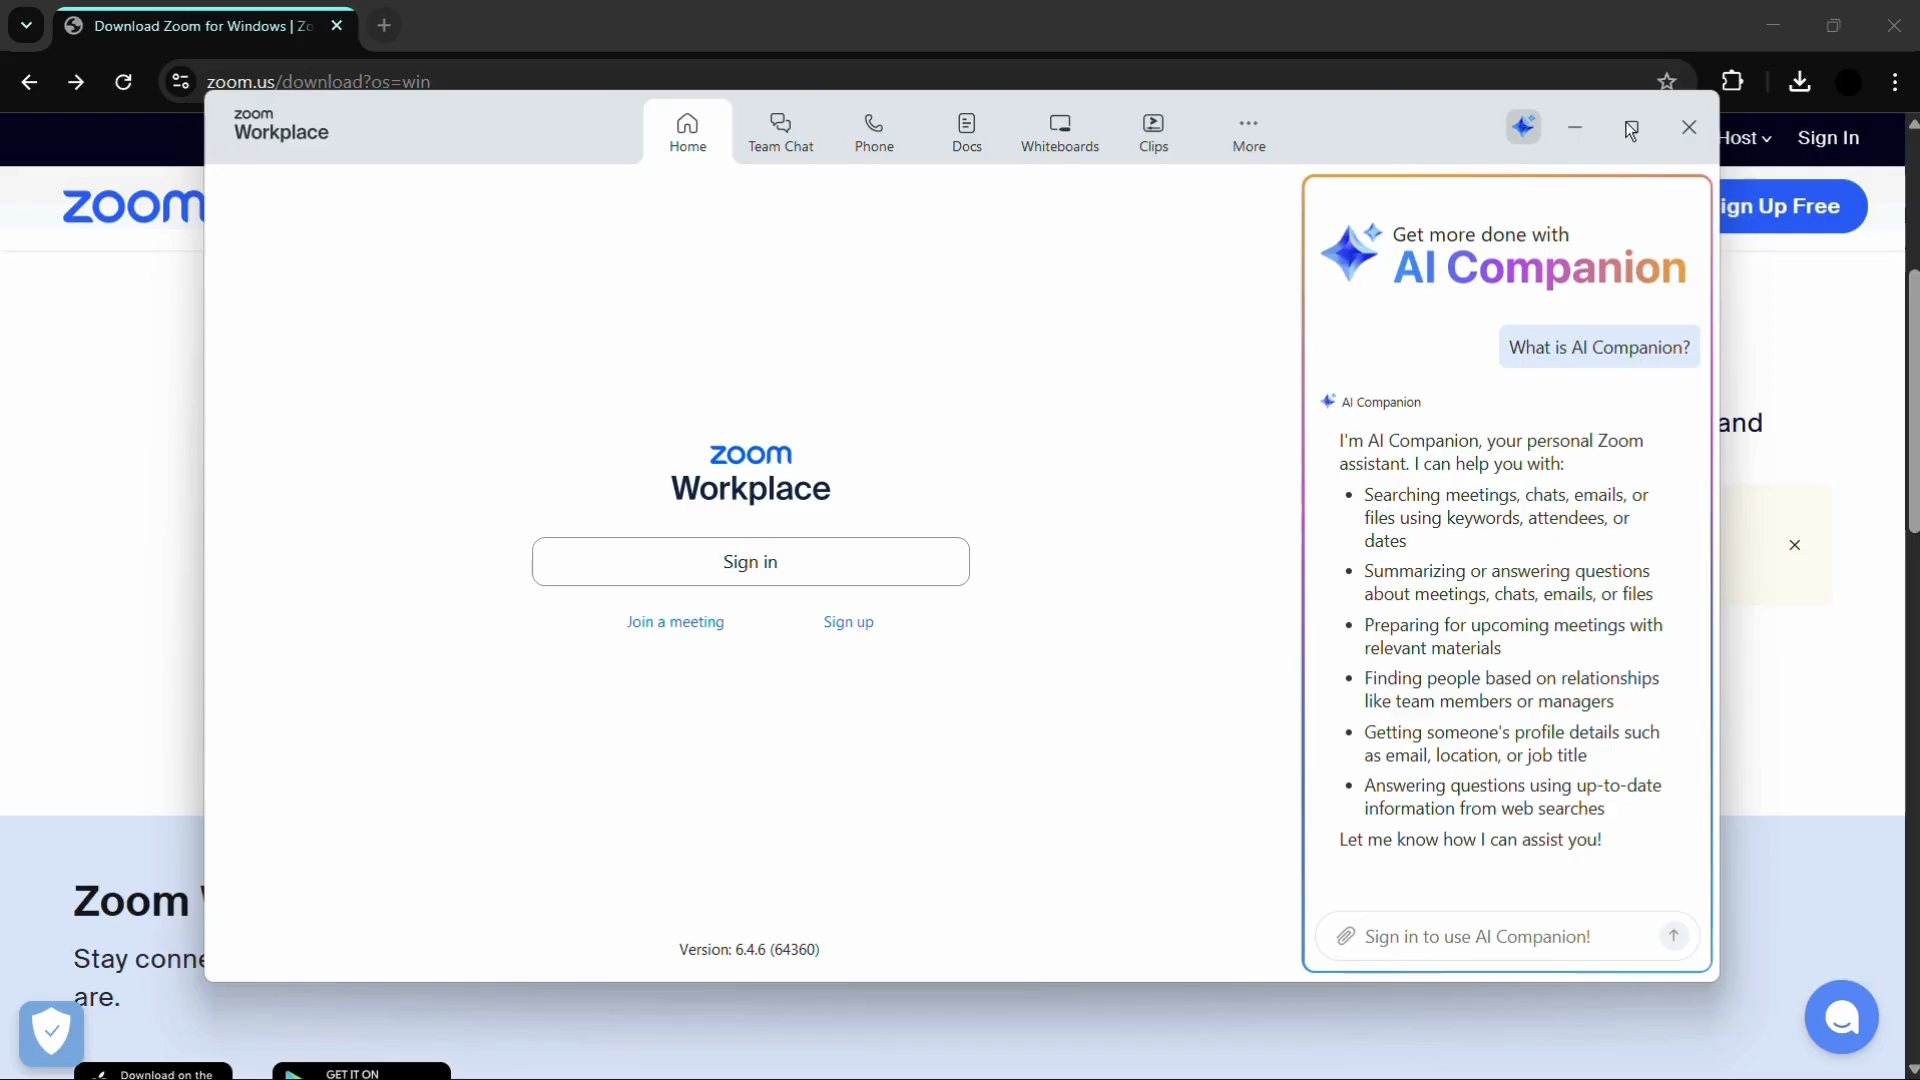 Download Zoom for Windows | Zo
zoom.us/download?os=win
Host
Sign In
zoom
Sign Up Free
and
Zoom
Stay conne
are.
Download on the
GET IT ON
zoom
Workplace
Home
Team Chat
Phone
Docs
Whiteboards
Clips
More
zoom
Workplace
Sign in
Join a meeting
Sign up
Version: 6.4.6 (64360)
Get more done with
AI Companion
What is AI Companion?
AI Companion
I'm AI Companion, your personal Zoom
assistant. I can help you with:
• Searching meetings, chats, emails, or
files using keywords, attendees, or
dates
• Summarizing or answering questions
about meetings, chats, emails, or files
• Preparing for upcoming meetings with
relevant materials
• Finding people based on relationships
like team members or managers
• Getting someone's profile details such
as email, location, or job title
• Answering questions using up-to-date
information from web searches
Let me know how I can assist you!
Sign in to use AI Companion!